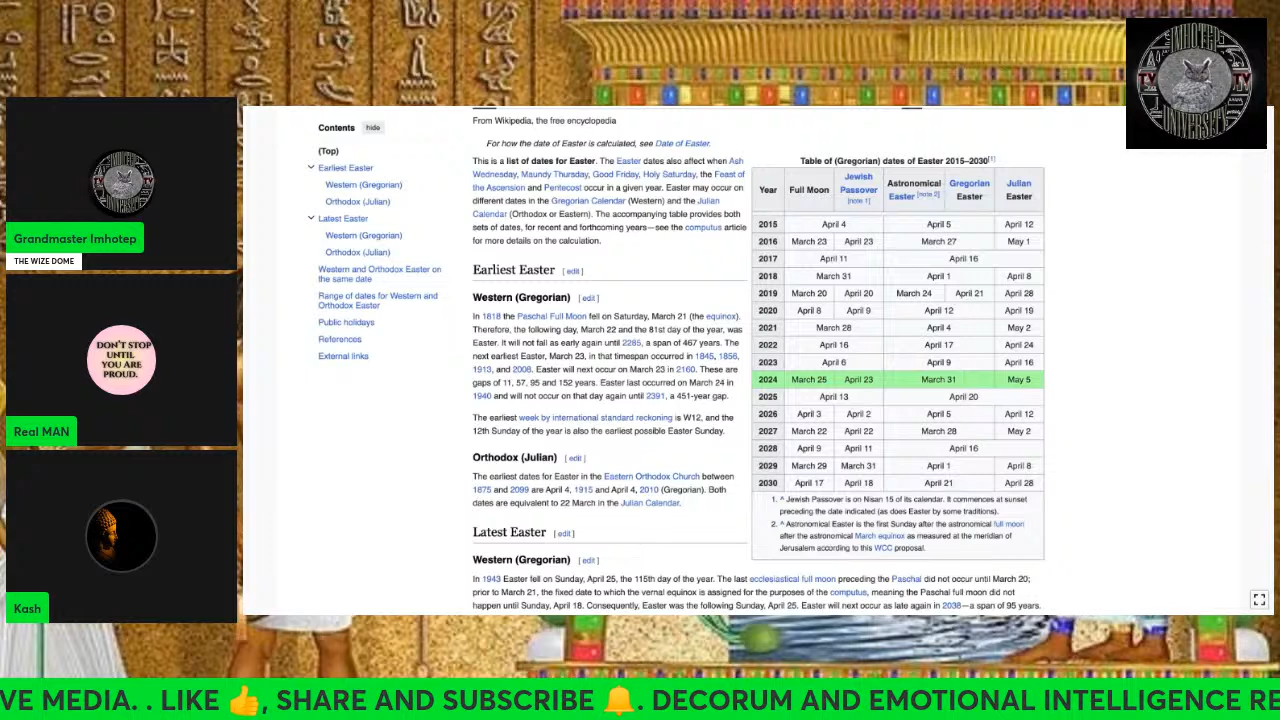 IMHOTEP
TV
TV
UNIVERSE
Grandmaster Imhotep
THE WIZE DOME
DON'T STOP
UNTIL
YOU ARE
PROUD.
Real MAN
Kash
Contents hide
(Top)
Earliest Easter
Western (Gregorian)
Orthodox (Julian)
Latest Easter
Western (Gregorian)
Orthodox (Julian)
Western and Orthodox Easter on
the same date
Range of dates for Western and
Orthodox Easter
Public holidays
References
External links
From Wikipedia, the free encyclopedia
For how the date of Easter is calculated, see Date of Easter.
This is a list of dates for Easter. The Easter dates also affect when Ash
Wednesday, Maundy Thursday, Good Friday, Holy Saturday, the Feast of
the Ascension and Pentecost occur in a given year. Easter may occur on
different dates in the Gregorian Calendar (Western) and the Julian
Calendar (Orthodox or Eastern). The accompanying table provides both
sets of dates, for recent and forthcoming years—see the computus article
for more details on the calculation.
Earliest Easter [ edit ]
Western (Gregorian) [ edit ]
In 1818 the Paschal Full Moon fell on Saturday, March 21 (the equinox).
Therefore, the following day, March 22 and the 81st day of the year, was
Easter. It will not fall as early again until 2285, a span of 467 years. The
next earliest Easter, March 23, in that timespan occurred in 1845, 1856,
1913, and 2008. Easter will next occur on March 23 in 2160. These are
gaps of 11, 57, 95 and 152 years. Easter last occurred on March 24 in
1940 and will not occur on that day again until 2391, a 451-year gap.
The earliest week by international standard reckoning is W12, and the
12th Sunday of the year is also the earliest possible Easter Sunday.
Orthodox (Julian) [ edit ]
The earliest dates for Easter in the Eastern Orthodox Church between
1875 and 2099 are April 4, 1915 and April 4, 2010 (Gregorian). Both
dates are equivalent to 22 March in the Julian Calendar.
Latest Easter [ edit ]
Western (Gregorian) [ edit ]
In 1943 Easter fell on Sunday, April 25, the 115th day of the year. The last ecclesiastical full moon preceding the Paschal did not occur until March 20;
prior to March 21, the fixed date to which the vernal equinox is assigned for the purposes of the computus, meaning the Paschal full moon did not
happen until Sunday, April 18. Consequently, Easter was the following Sunday, April 25. Easter will next occur as late again in 2038—a span of 95 years.
Table of (Gregorian) dates of Easter 2015–2030[1]
Year Full Moon Jewish Passover [note 1] Astronomical Easter [note 2] Gregorian Easter Julian Easter
2015 April 4 April 5 April 12
2016 March 23 April 23 March 27 May 1
2017 April 11 April 16
2018 March 31 April 1 April 8
2019 March 20 April 20 March 24 April 21 April 28
2020 April 8 April 9 April 12 April 19
2021 March 28 April 4 May 2
2022 April 16 April 17 April 24
2023 April 6 April 9 April 16
2024 March 25 April 23 March 31 May 5
2025 April 13 April 20
2026 April 3 April 2 April 5 April 12
2027 March 22 April 22 March 28 May 2
2028 April 9 April 11 April 16
2029 March 29 March 31 April 1 April 8
2030 April 17 April 18 April 21 April 28
1. ^ Jewish Passover is on Nisan 15 of its calendar. It commences at sunset
preceding the date indicated (as does Easter by some traditions).
2. ^ Astronomical Easter is the first Sunday after the astronomical full moon
after the astronomical March equinox as measured at the meridian of
Jerusalem according to this WCC proposal.
VE MEDIA. . LIKE 👍, SHARE AND SUBSCRIBE 🔔. DECORUM AND EMOTIONAL INTELLIGENCE RE